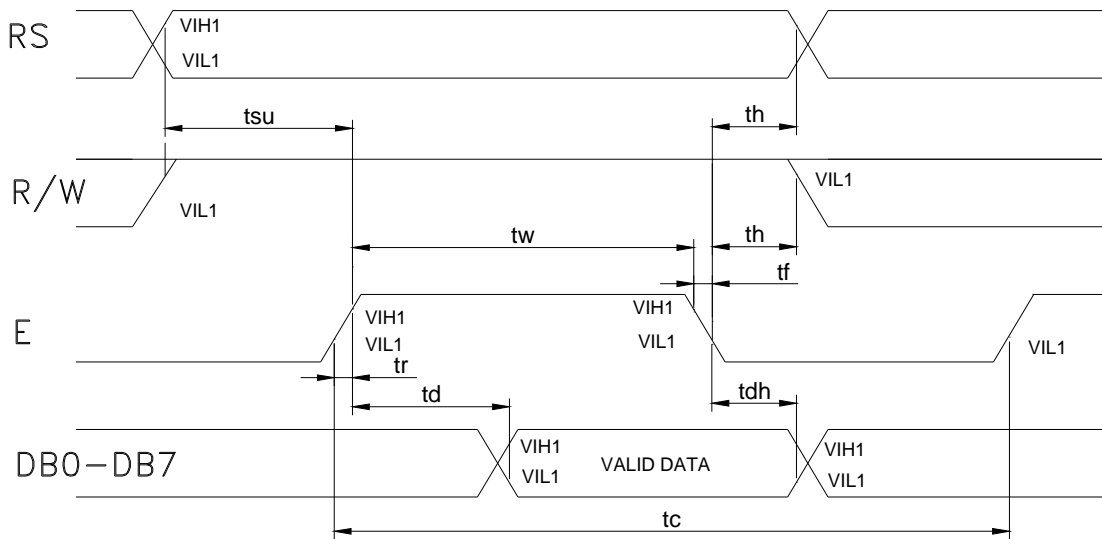 RS
VIH1
VIL1
tsu
th
R/W
VIL1
VIL1
tw
th
tf
E
VIH1
VIL1
VIH1
VIL1
VIL1
tr
td
tdh
DB0-DB7
VIH1
VIL1
VALID DATA
VIH1
VIL1
tc